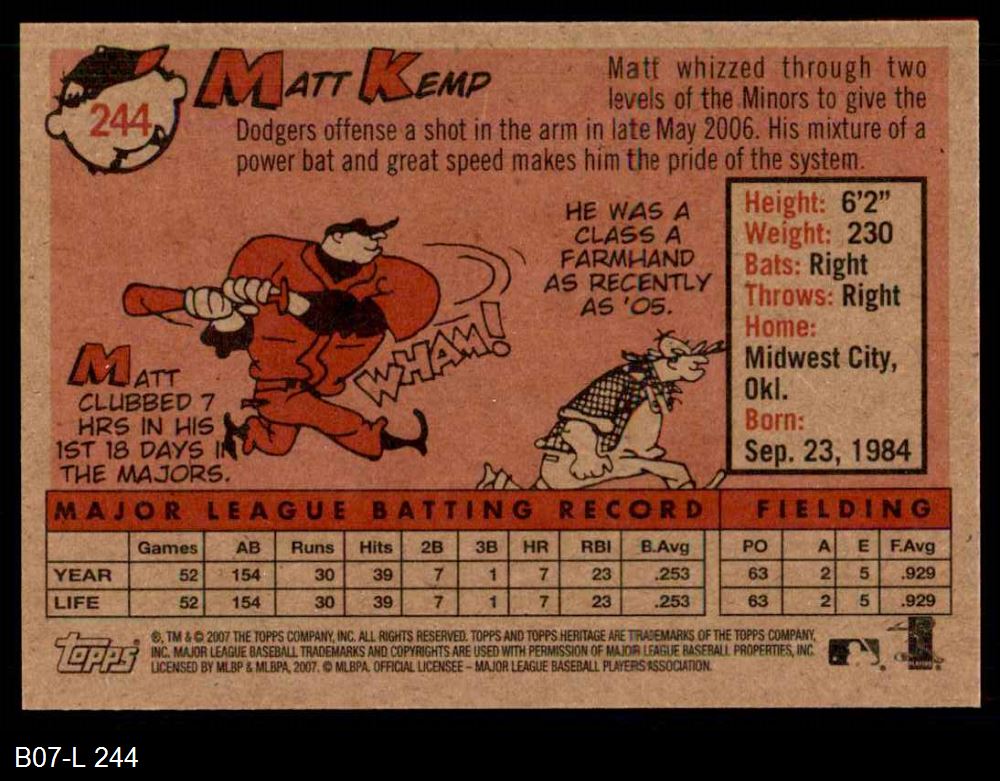 244
MATT KEMP
Matt whizzed through two
levels of the Minors to give the
Dodgers offense a shot in the arm in late May 2006. His mixture of a
power bat and great speed makes him the pride of the system.
HE WAS A
CLASS A
FARMHAND
AS RECENTLY
AS '05.
WHAM!
MATT
CLUBBED 7
HRS IN HIS
1ST 18 DAYS IN
THE MAJORS.
Height: 6'2"
Weight: 230
Bats: Right
Throws: Right
Home:
Midwest City,
Okl.
Born:
Sep. 23, 1984
MAJOR LEAGUE BATTING RECORD FIELDING
Games AB Runs Hits 2B 3B HR RBI B.Avg PO A E F.Avg
YEAR 52 154 30 39 7 1 7 23 .253 63 2 5 .929
LIFE 52 154 30 39 7 1 7 23 .253 63 2 5 .929
topps
®, TM & © 2007 THE TOPPS COMPANY, INC. ALL RIGHTS RESERVED. TOPPS AND TOPPS HERITAGE ARE TRADEMARKS OF THE TOPPS COMPANY,
INC. MAJOR LEAGUE BASEBALL TRADEMARKS AND COPYRIGHTS ARE USED WITH PERMISSION OF MAJOR LEAGUE BASEBALL PROPERTIES, INC.
LICENSED BY MLBP & MLBPA, 2007. © MLBPA. OFFICIAL LICENSEE – MAJOR LEAGUE BASEBALL PLAYERS ASSOCIATION.
B07-L 244